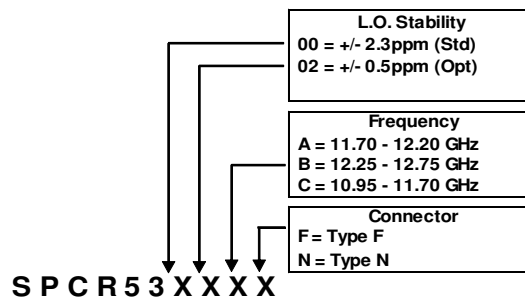 L.O. Stability
00 = +/- 2.3ppm (Std)
02 = +/- 0.5ppm (Opt)
Frequency
A = 11.70 - 12.20 GHz
B = 12.25 - 12.75 GHz
C = 10.95 - 11.70 GHz
Connector
F = Type F
N = Type N
S P C R 5 3 X X X X